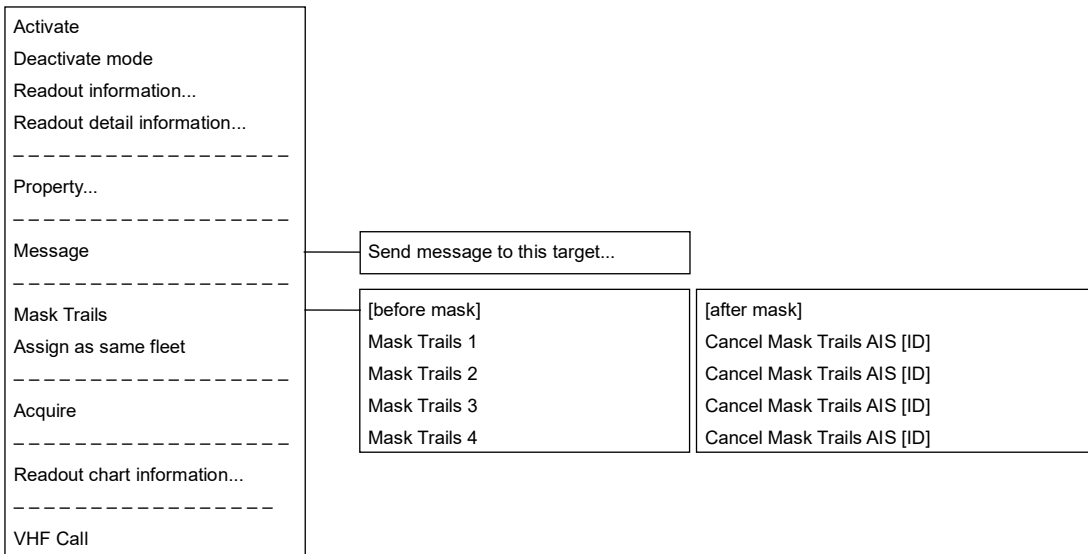 Activate
Deactivate mode
Readout information...
Readout detail information...
Property...
Message
Send message to this target...
Mask Trails
Assign as same fleet
[before mask]
Mask Trails 1
Mask Trails 2
Mask Trails 3
Mask Trails 4
[after mask]
Cancel Mask Trails AIS [ID]
Cancel Mask Trails AIS [ID]
Cancel Mask Trails AIS [ID]
Cancel Mask Trails AIS [ID]
Acquire
Readout chart information...
VHF Call